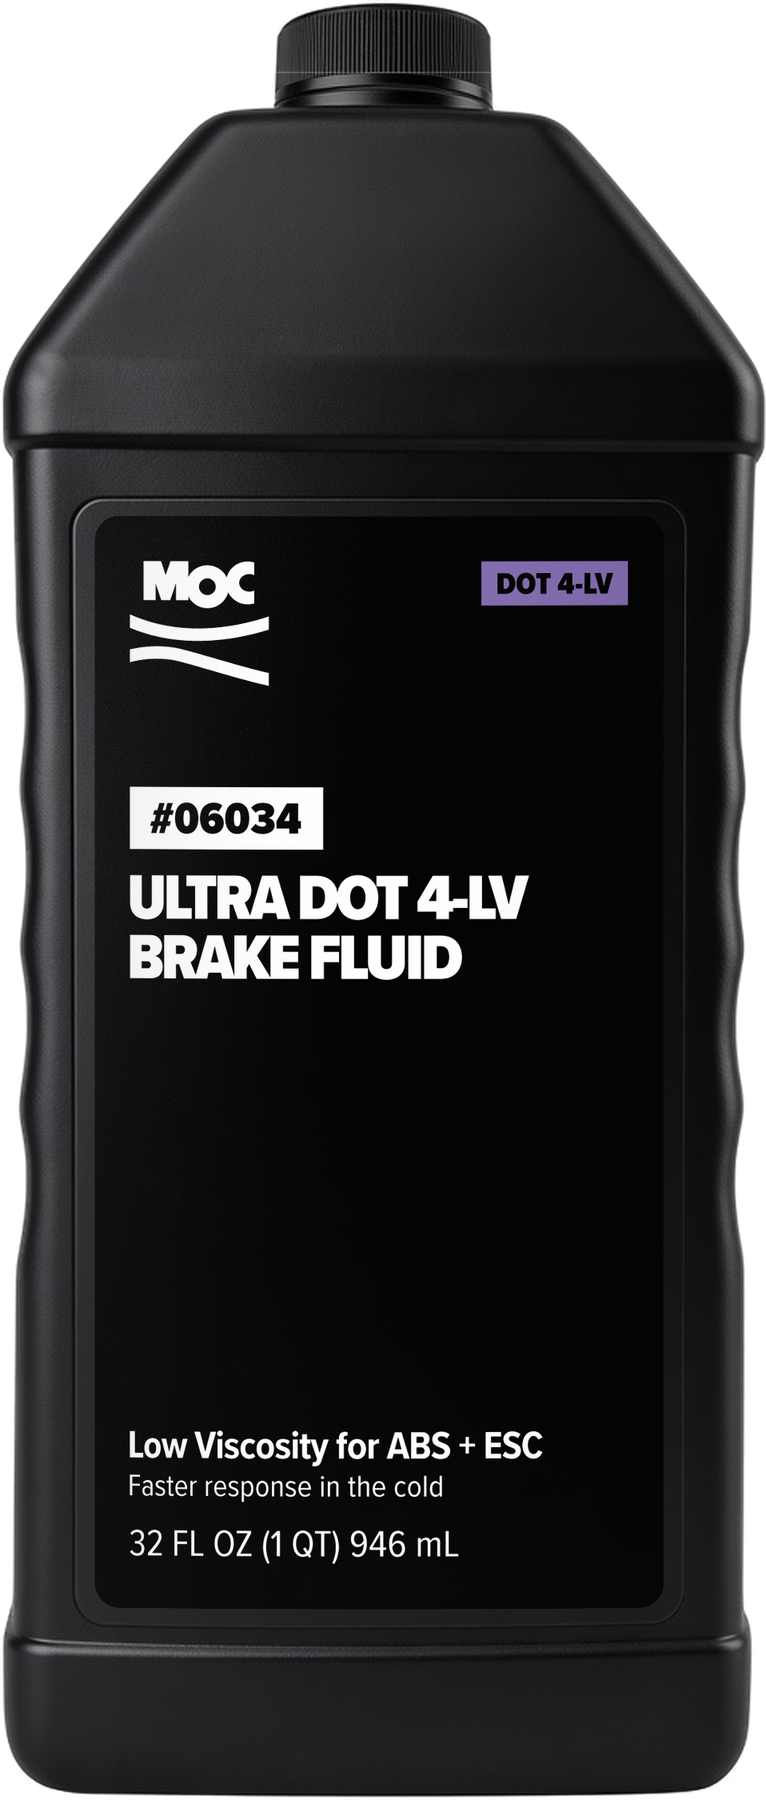 MOC
DOT 4-LV
#06034
ULTRA DOT 4-LV
BRAKE FLUID
Low Viscosity for ABS + ESC
Faster response in the cold
32 FL OZ (1 QT) 946 mL